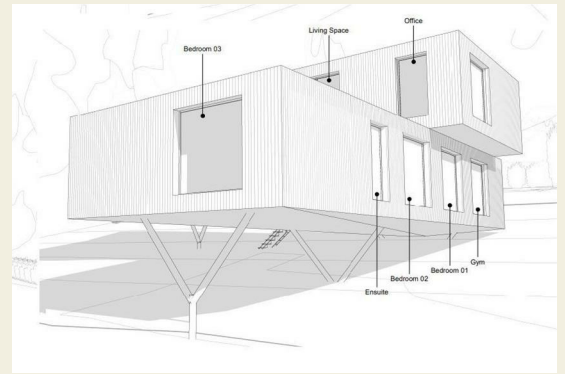 Office
Living Space
Bedroom 03
Gym
Bedroom 01
Bedroom 02
Ensuite